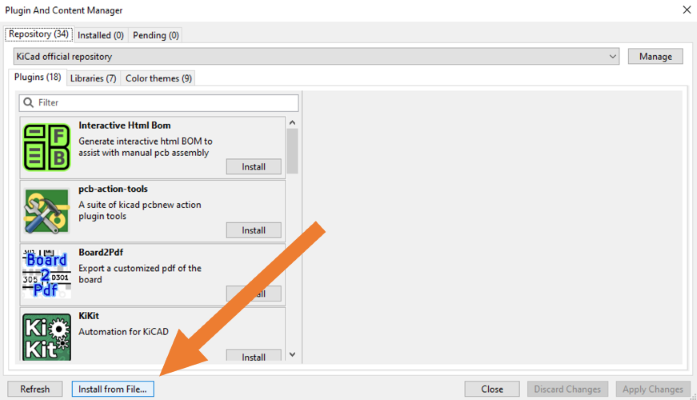 Plugin And Content Manager
Repository (34) Installed (0) Pending (0)
KiCad official repository
Manage
Plugins (18) Libraries (7) Color themes (9)
Filter
Interactive Html Bom
Generate interactive html BOM to
assist with manual pcb assembly
Install
F
B
pcb-action-tools
A suite of kicad pcbnew action
plugin tools
Install
Board2Pdf
Export a customized pdf of the
board
Board
2
Pdf
D301
KiKit
Automation for KiCAD
Ki
Kit
Install
Refresh
Install from File...
Close
Discard Changes
Apply Changes